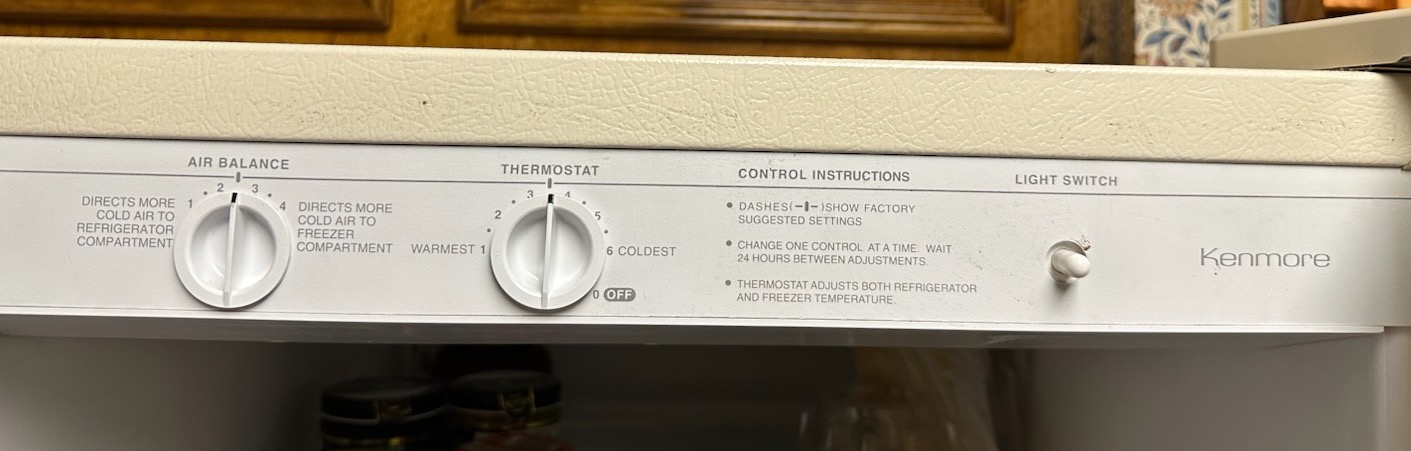 AIR BALANCE
DIRECTS MORE
COLD AIR TO
REFRIGERATOR
COMPARTMENT
1 2 3 4
DIRECTS MORE
COLD AIR TO
FREEZER
COMPARTMENT
THERMOSTAT
WARMEST 1 2 3 4 5 6 COLDEST
0 OFF
CONTROL INSTRUCTIONS
• DASHES(-▮-)SHOW FACTORY
SUGGESTED SETTINGS
• CHANGE ONE CONTROL AT A TIME. WAIT
24 HOURS BETWEEN ADJUSTMENTS.
• THERMOSTAT ADJUSTS BOTH REFRIGERATOR
AND FREEZER TEMPERATURE.
LIGHT SWITCH
Kenmore